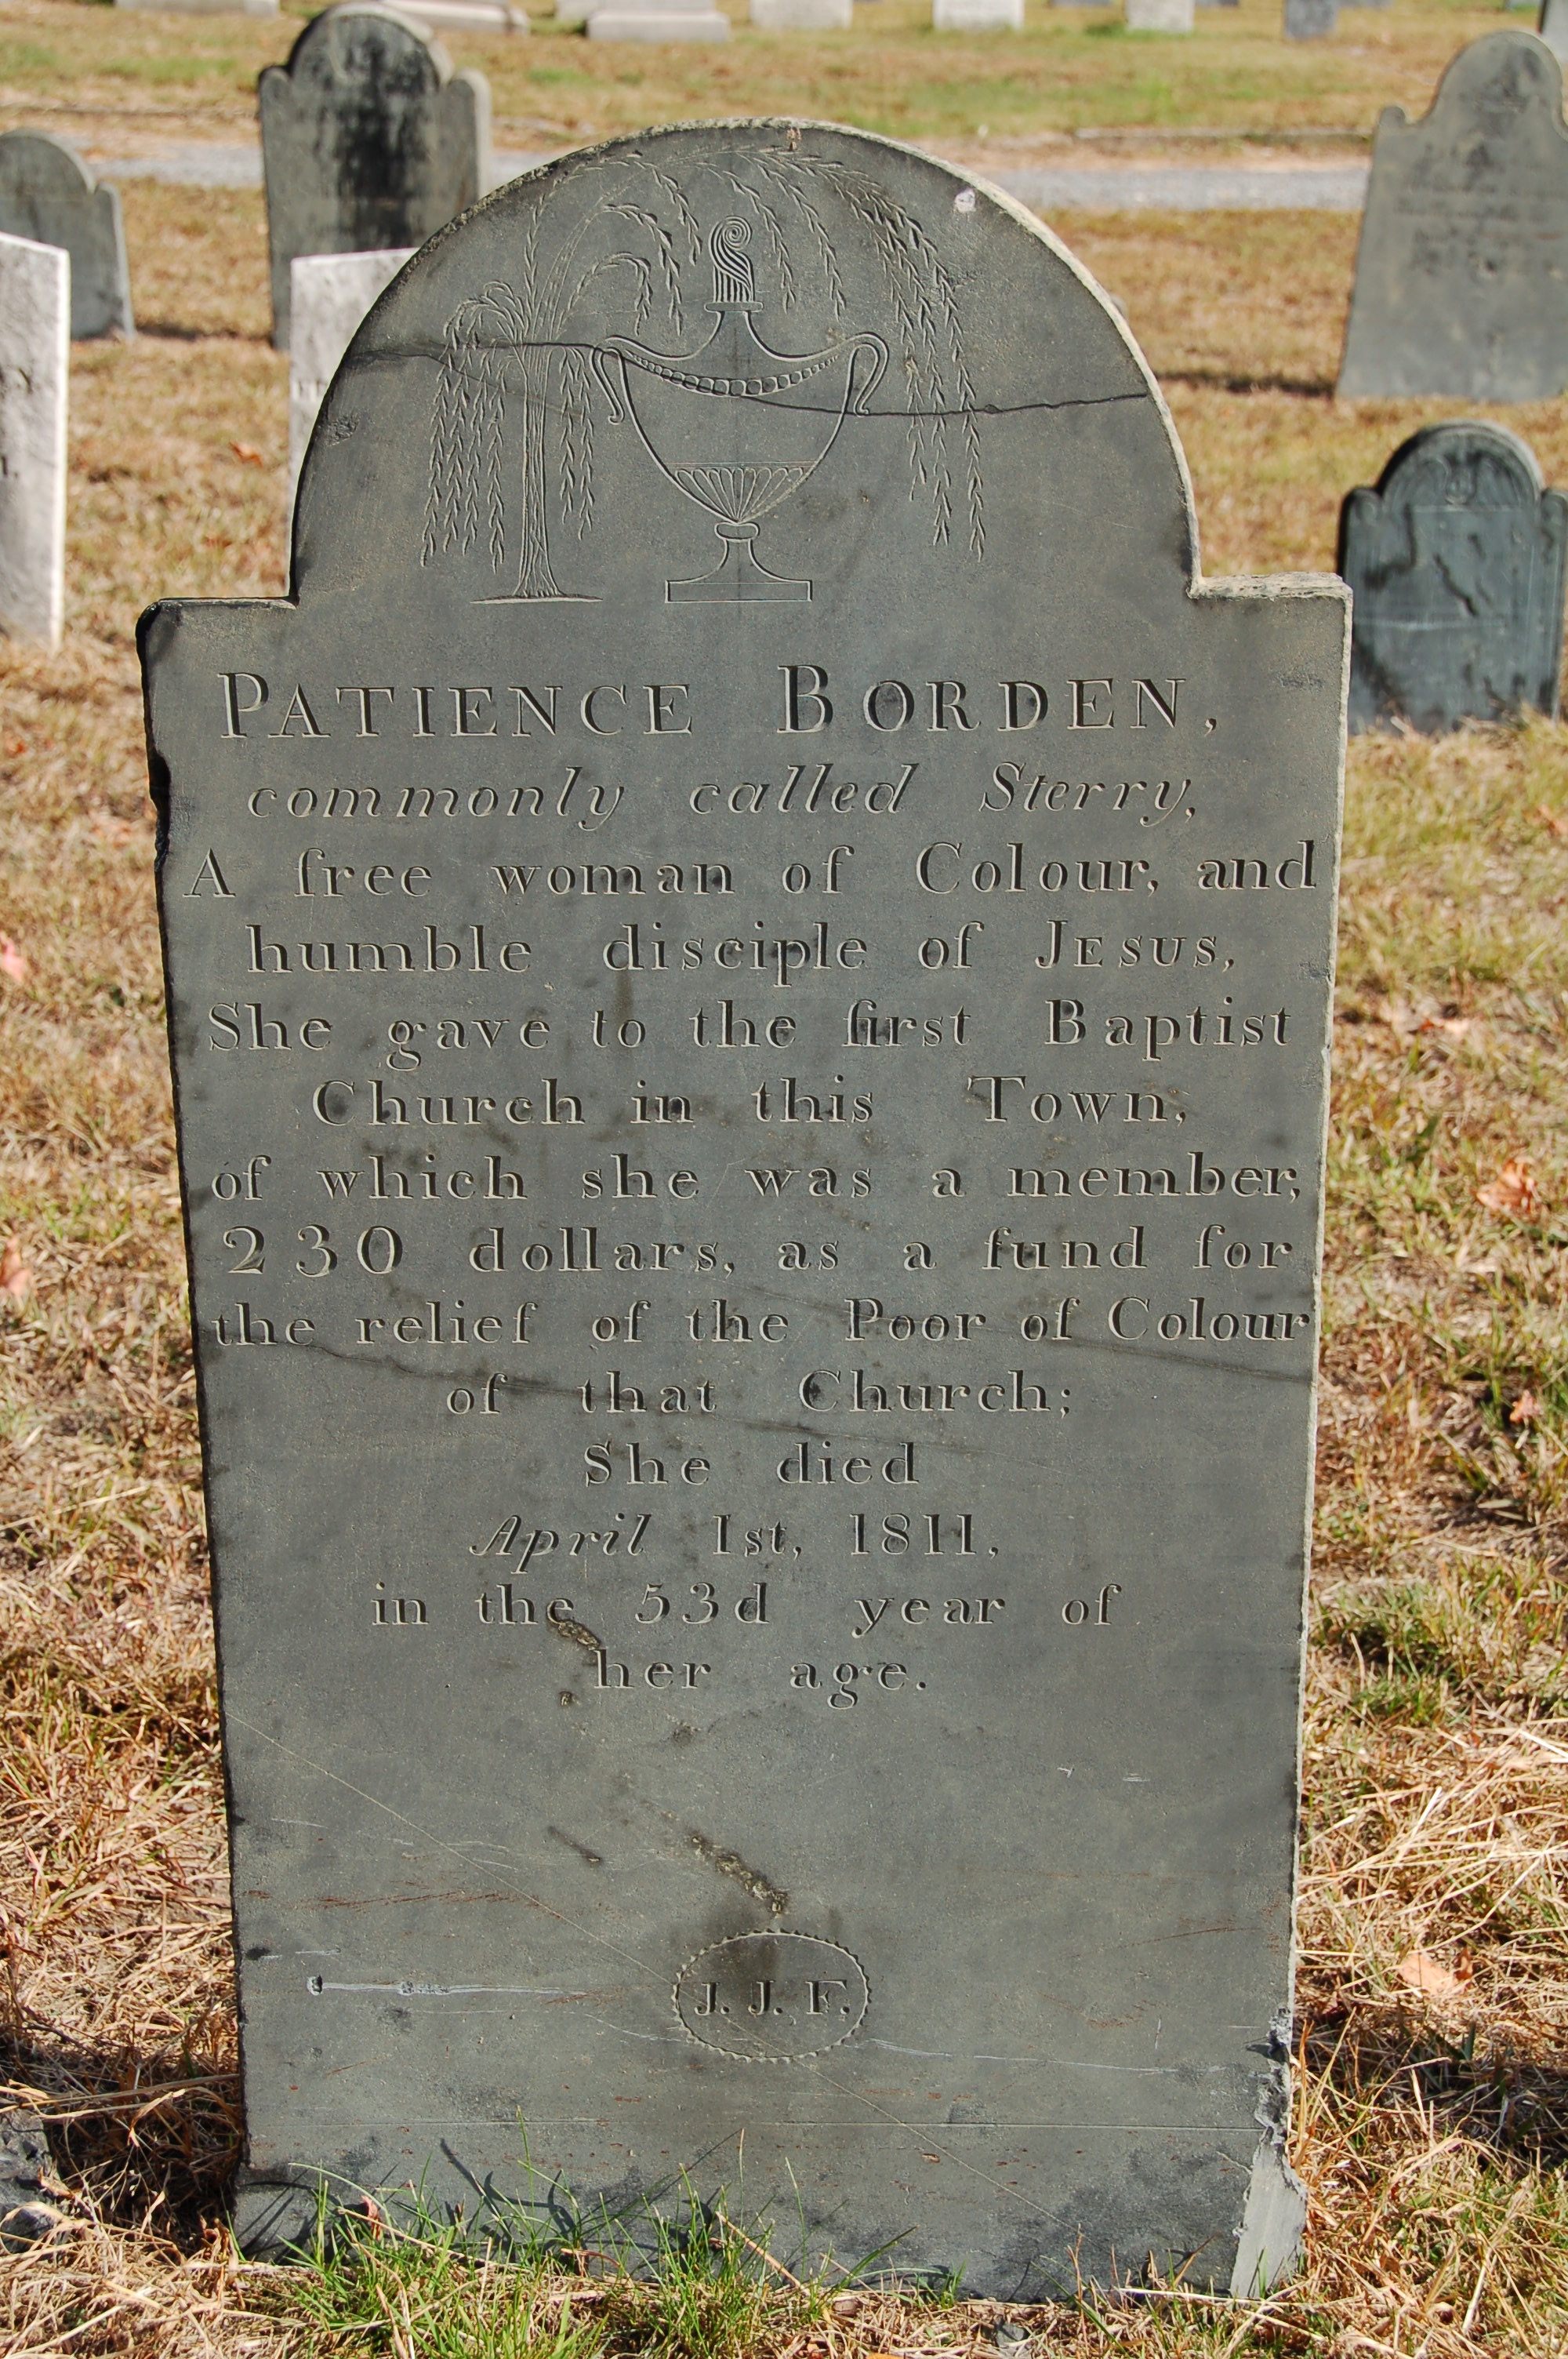 PATIENCE BORDEN,
commonly called Sterry,
A free woman of Colour, and
humble disciple of JESUS,
She gave to the first Baptist
Church in this Town,
of which she was a member,
230 dollars, as a fund for
the relief of the Poor of Colour
of that Church;
She died
April 1st, 1811,
in the 53d year of
her age.
J. J. F.